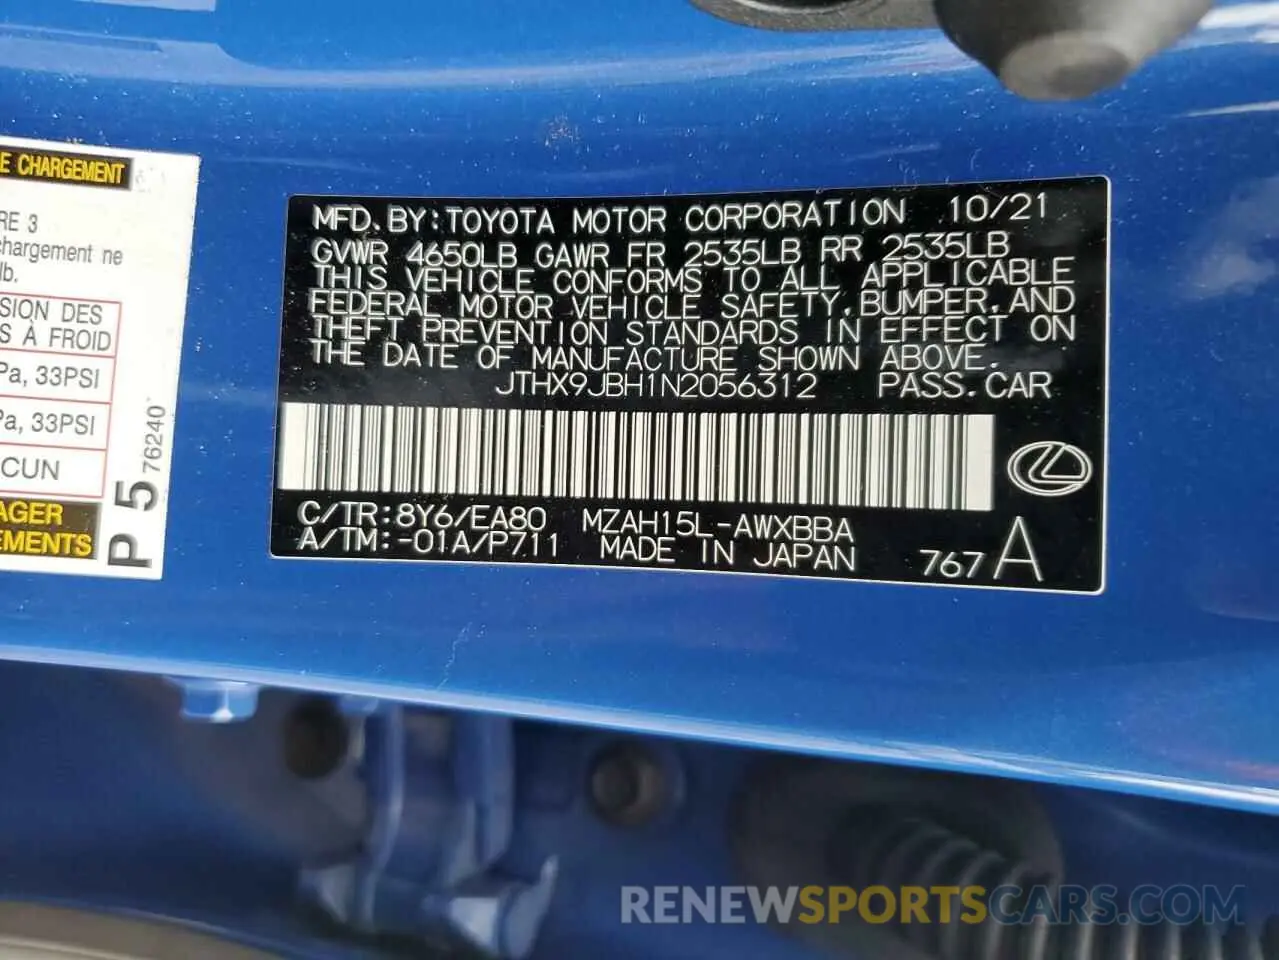 E CHARGEMENT
RE 3
chargement ne
lb.
SION DES
S À FROID
Pa, 33PSI
Pa, 33PSI
CUN
AGER
EMENTS
P 5 76240
MFD. BY: TOYOTA MOTOR CORPORATION 10/21
GVWR 4650LB GAWR FR 2535LB RR 2535LB
THIS VEHICLE CONFORMS TO ALL APPLICABLE
FEDERAL MOTOR VEHICLE SAFETY, BUMPER, AND
THEFT PREVENTION STANDARDS IN EFFECT ON
THE DATE OF MANUFACTURE SHOWN ABOVE.
JTHX9JBH1N2056312 PASS. CAR
C/TR: 8Y6/EA80 MZAH15L-AWXBBA
A/TM: -01A/P711 MADE IN JAPAN 767 A
RENEWSPORTSCARS.COM